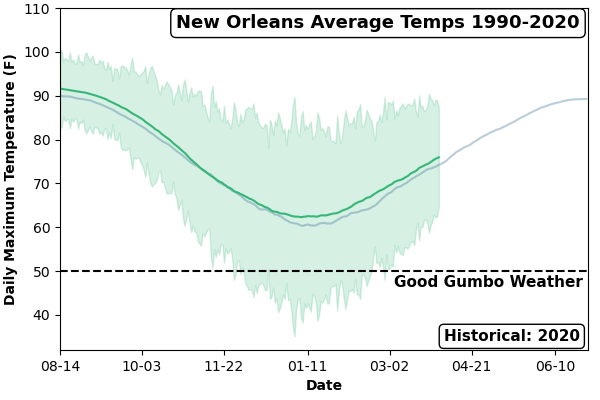 New Orleans Average Temps 1990-2020
110
100
90
80
70
60
50
40
Daily Maximum Temperature (F)
Good Gumbo Weather
Historical: 2020
08-14 10-03 11-22 01-11 03-02 04-21 06-10
Date